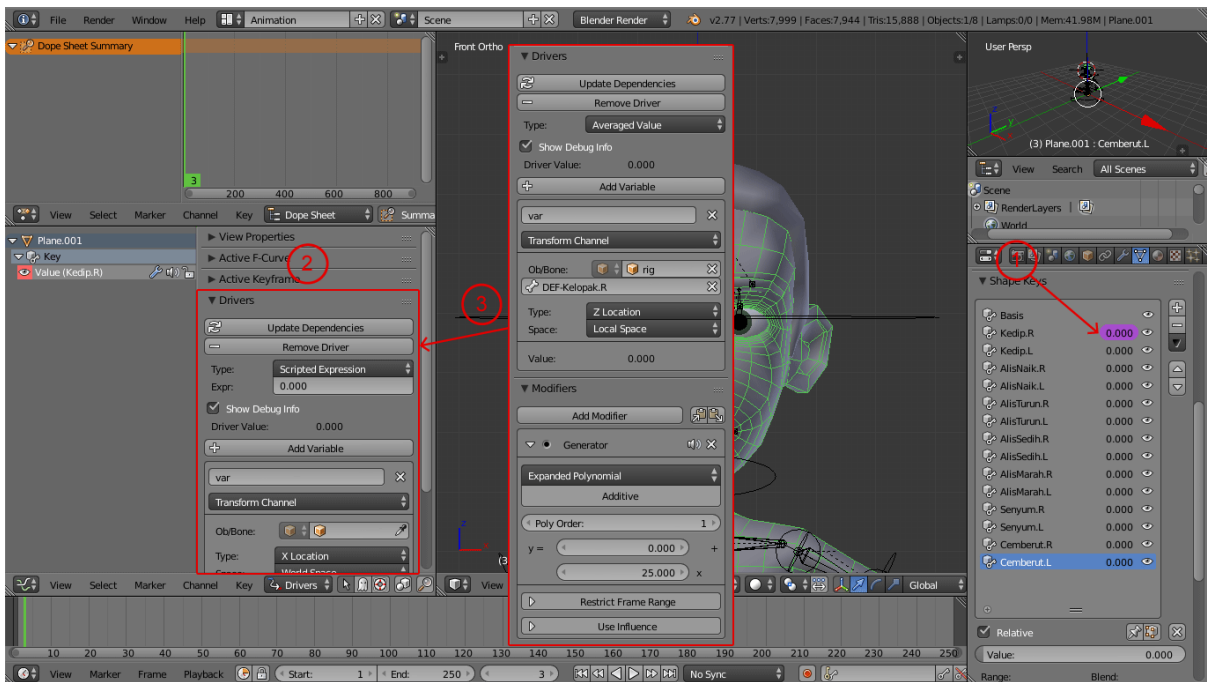 File Render Window Help Animation Scene Blender Render v2.77 | Verts:7,999 | Faces:7,944 | Tris:15,888 | Objects:1/8 | Lamps:0/0 | Mem:41.98M | Plane.001
Dope Sheet Summary
3
200 400 600 800
View Select Marker Channel Key Dope Sheet Summa
Plane.001
Key
Value (Kedip.R)
View Properties
Active F-Curve
Active Keyframe
2
Drivers
Update Dependencies
Remove Driver
Type: Scripted Expression
Expr: 0.000
Show Debug Info
Driver Value: 0.000
Add Variable
var
Transform Channel
Ob/Bone:
Type: X Location
View Select Marker Channel Key Drivers
Front Ortho
3
Drivers
Update Dependencies
Remove Driver
Type: Averaged Value
Show Debug Info
Driver Value: 0.000
Add Variable
var
Transform Channel
Ob/Bone: rig
DEF-Kelopak.R
Type: Z Location
Space: Local Space
Value: 0.000
Modifiers
Add Modifier
Generator
Expanded Polynomial
Additive
Poly Order: 1
y = 0.000 +
25.000 x
Restrict Frame Range
Use Influence
z
(3
View
Global
User Persp
z
y
(3) Plane.001 : Cemberut.L
View Search All Scenes
Scene
RenderLayers
World
1
Shape Keys
Basis
Kedip.R 0.000
Kedip.L 0.000
AlisNaik.R 0.000
AlisNaik.L 0.000
AlisTurun.R 0.000
AlisTurun.L 0.000
AlisSedih.R 0.000
AlisSedih.L 0.000
AlisMarah.R 0.000
AlisMarah.L 0.000
Senyum.R 0.000
Senyum.L 0.000
Cemberut.R 0.000
Cemberut.L 0.000
Relative
Value: 0.000
Range: Blend:
10 20 30 40 50 60 70 80 90 100 110 120 130 140 150 160 170 180 190 200 210 220 230 240 250
View Marker Frame Playback Start: 1 End: 250 3 No Sync